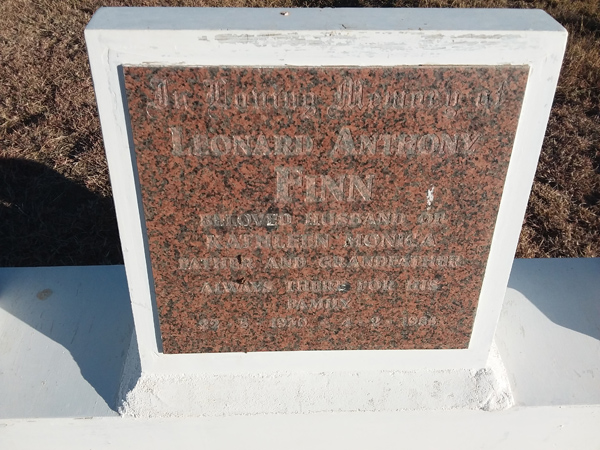 In Loving Memory of
LEONARD ANTHONY
FINN
BELOVED HUSBAND OF
KATHLEEN MONICA
FATHER AND GRANDFATHER
ALWAYS THERE FOR HIS
FAMILY